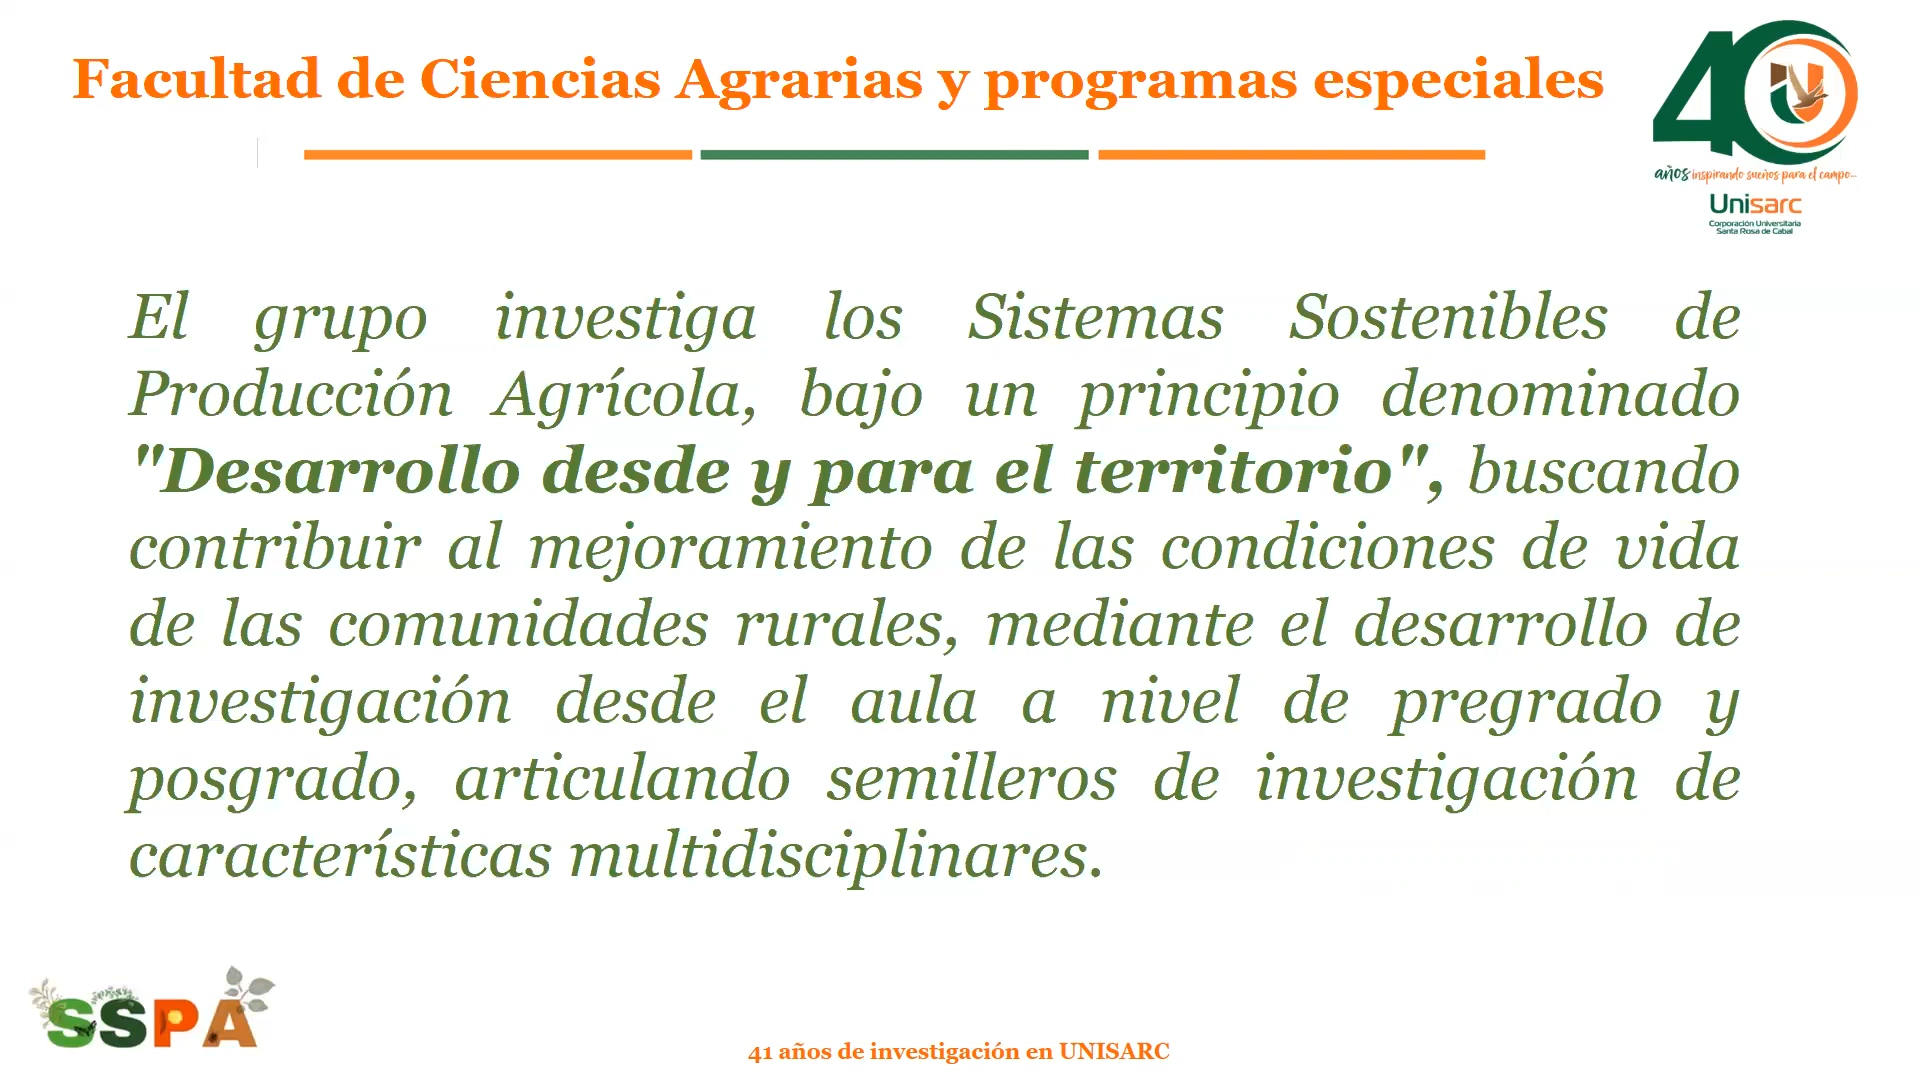 Facultad de Ciencias Agrarias y programas especiales
40
años inspirando sueños para el campo...
Unisarc
Corporación Universitaria
Santa Rosa de Cabal
El grupo investiga los Sistemas Sostenibles de
Producción Agrícola, bajo un principio denominado
"Desarrollo desde y para el territorio", buscando
contribuir al mejoramiento de las condiciones de vida
de las comunidades rurales, mediante el desarrollo de
investigación desde el aula a nivel de pregrado y
posgrado, articulando semilleros de investigación de
características multidisciplinares.
SSPA
41 años de investigación en UNISARC